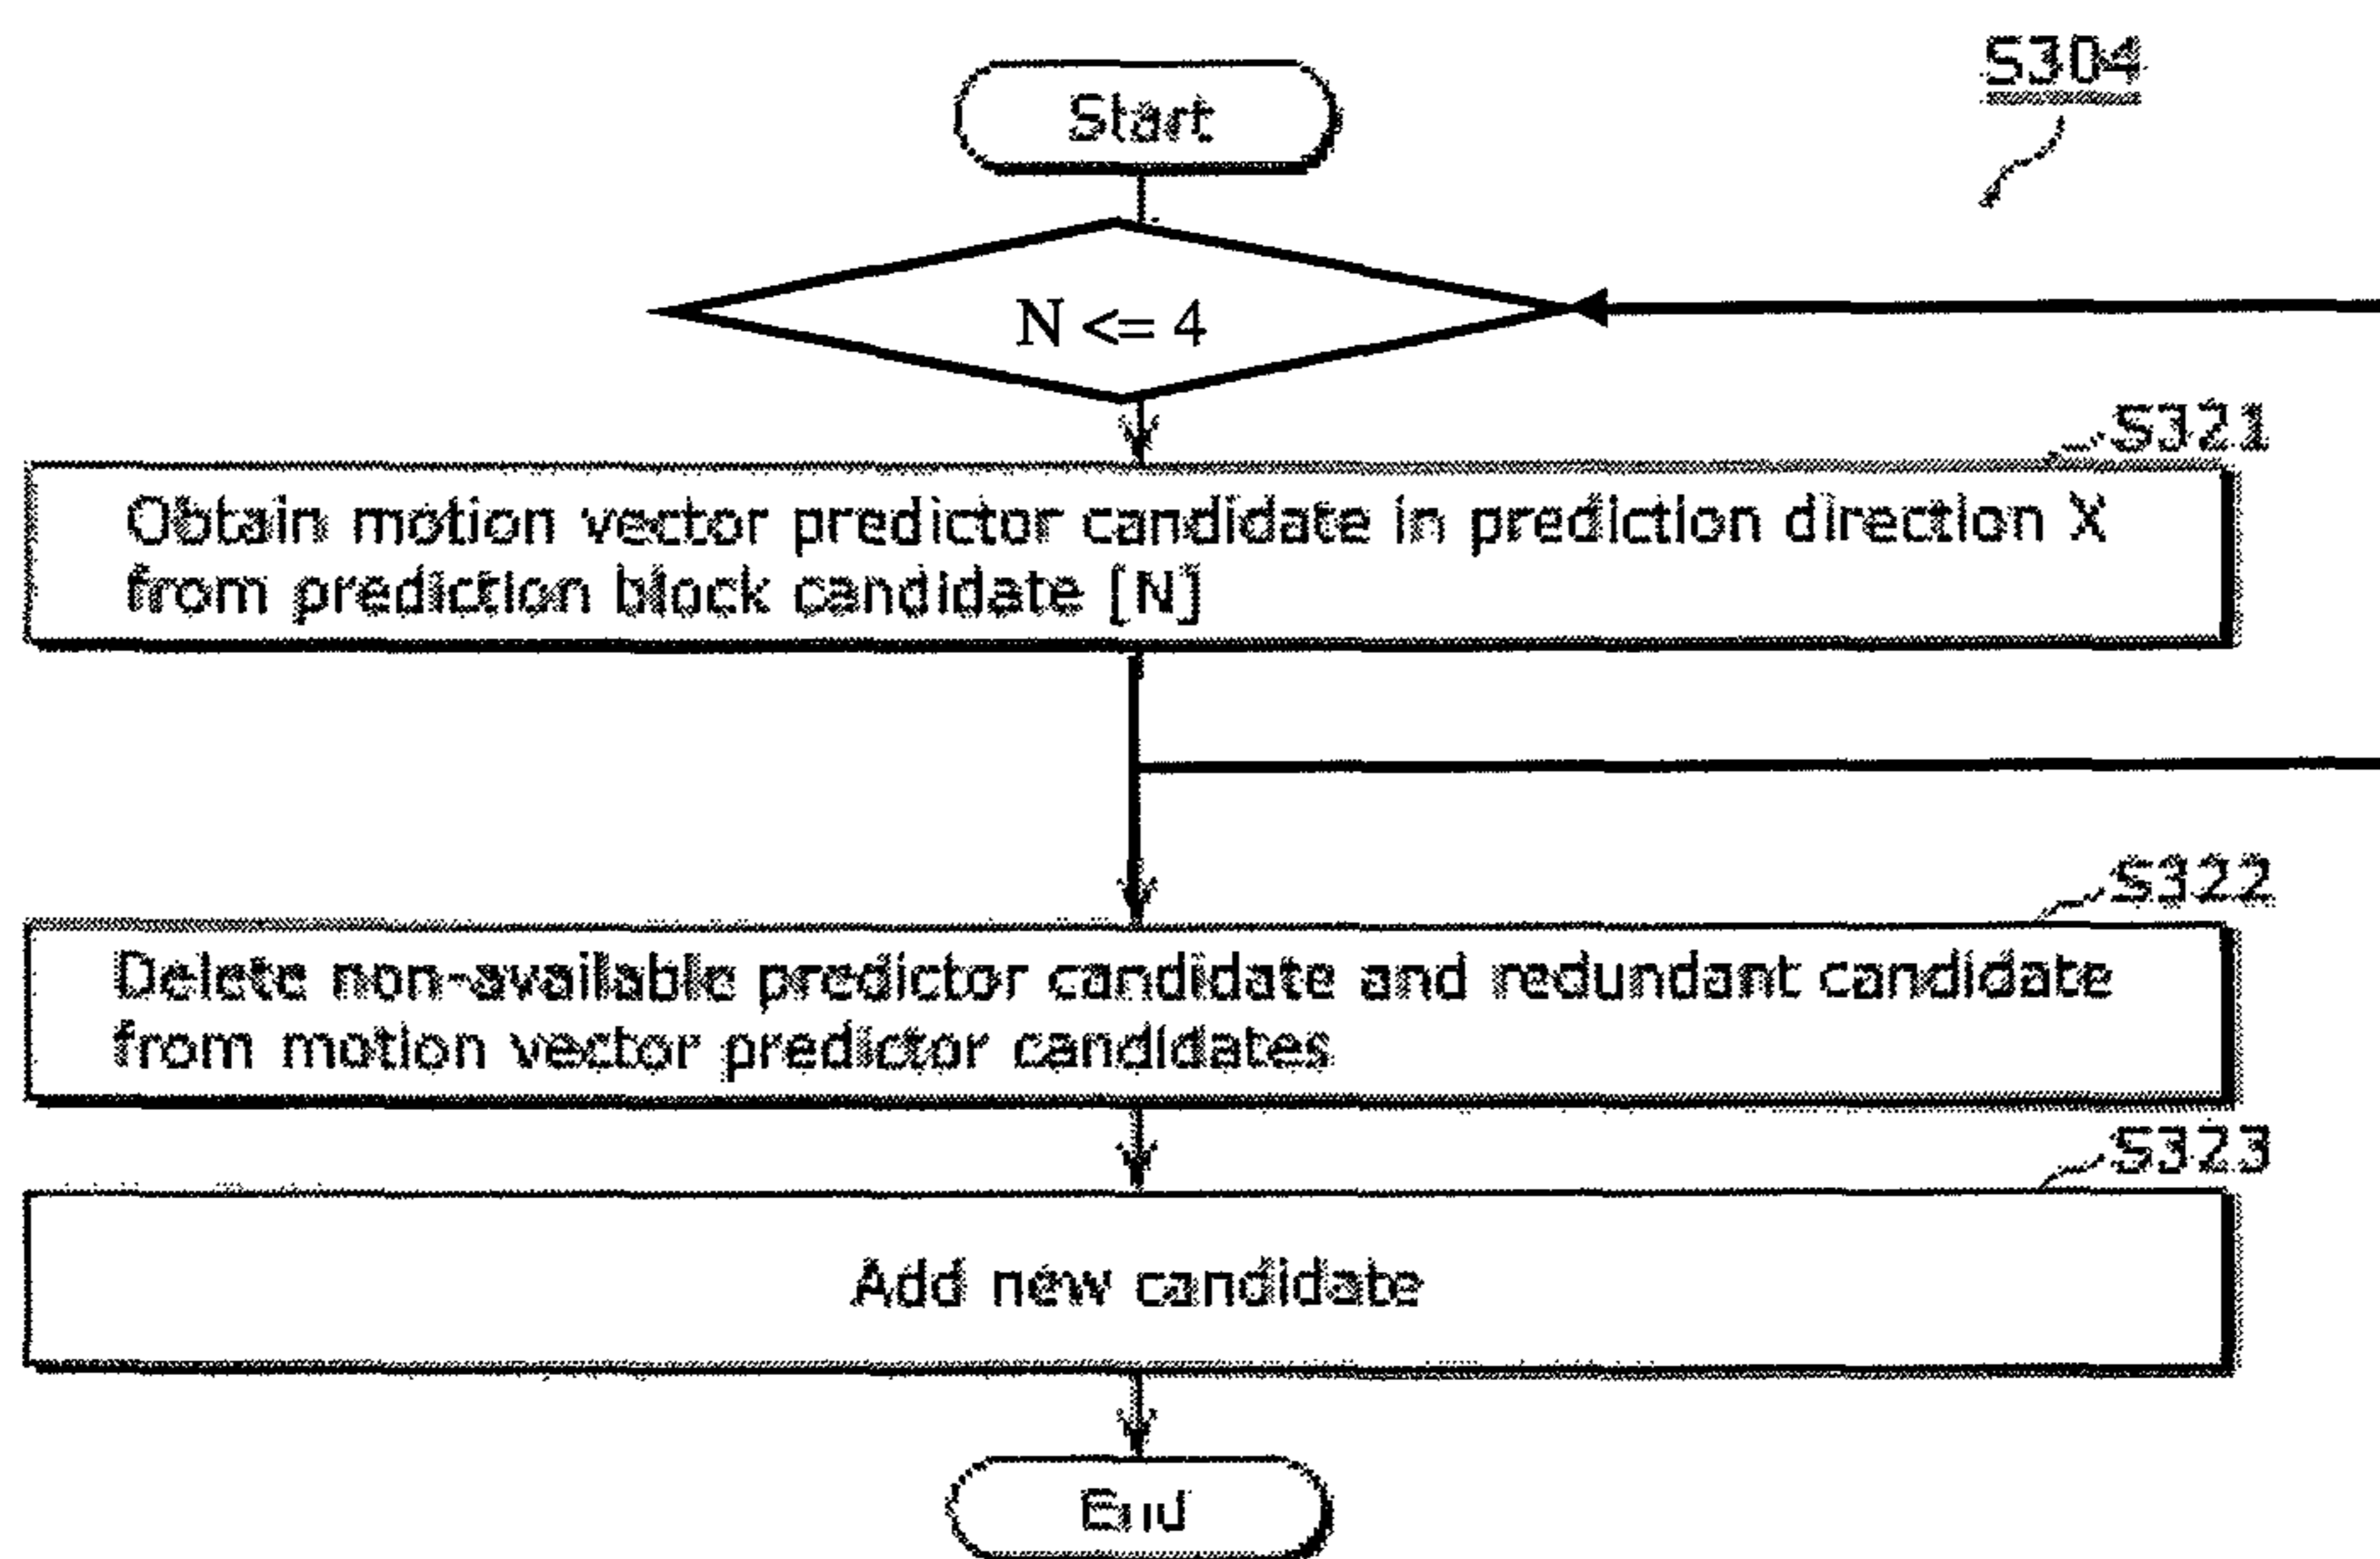 S304
Start
N <= 4
S321
Obtain motion vector predictor candidate in prediction direction X
from prediction block candidate [N]
S322
Delete non-available predictor candidate and redundant candidate
from motion vector predictor candidates
S323
Add new candidate
End